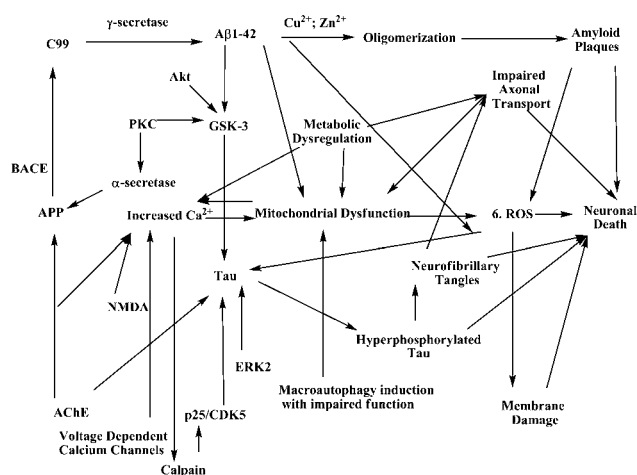 γ-secretase
Cu2+; Zn2+
C99
Aβ1-42
Oligomerization
Amyloid
Plaques
Akt
Impaired
Axonal
Transport
PKC
GSK-3
Metabolic
Dysregulation
BACE
α-secretase
APP
Increased Ca2+
Mitochondrial Dysfunction
6. ROS
Neuronal
Death
Tau
Neurofibrillary
Tangles
NMDA
Hyperphosphorylated
Tau
ERK2
Macroautophagy induction
with impaired function
AChE
p25/CDK5
Membrane
Damage
Voltage Dependent
Calcium Channels
Calpain